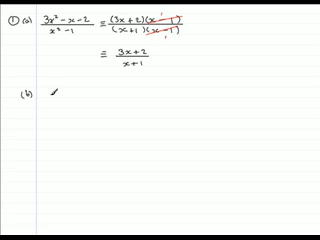 ① (a) 3x² - x - 2 / x² - 1 ≡ (3x + 2)(x - 1) / (x + 1)(x - 1)
≡ 3x + 2 / x + 1
(b)